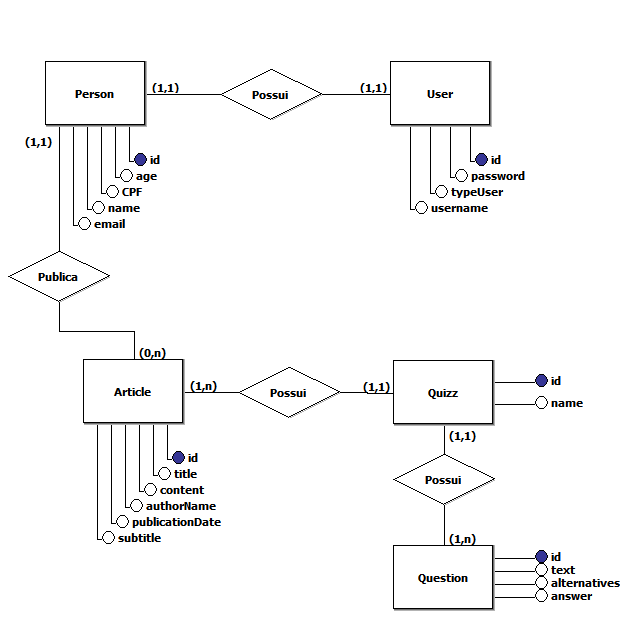 Person
(1,1)
Possui
(1,1)
User
(1,1)
id
age
CPF
name
email
id
password
typeUser
username
Publica
(0,n)
Article
(1,n)
Possui
(1,1)
Quizz
id
name
(1,1)
id
title
content
authorName
publicationDate
subtitle
Possui
(1,n)
Question
id
text
alternatives
answer